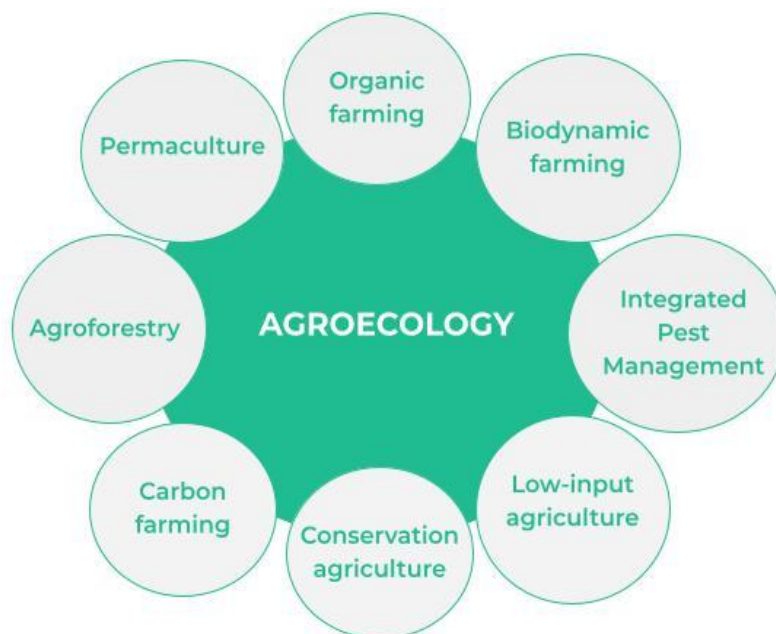 Organic
farming
Biodynamic
farming
Permaculture
Integrated
Pest
Management
AGROECOLOGY
Agroforestry
Low-input
agriculture
Carbon
farming
Conservation
agriculture